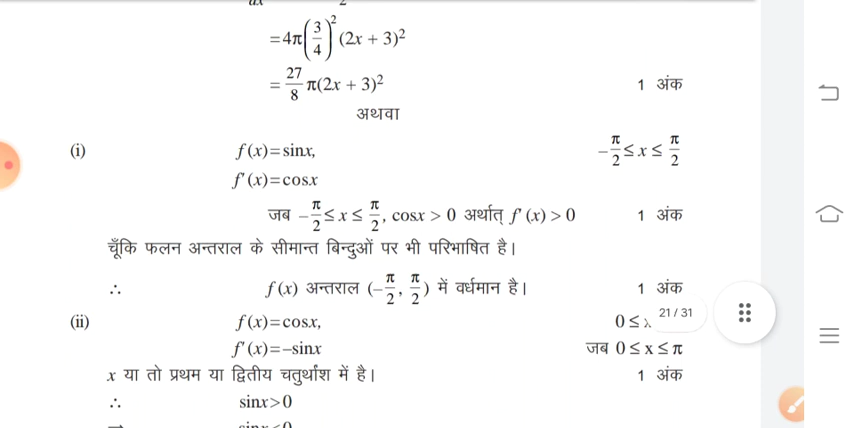 = 4π(3/4)²(2x + 3)²
= 27/8 π(2x + 3)² 1 अंक
अथवा
(i) f(x)=sinx, −π/2 ≤ x ≤ π/2
f'(x)=cosx
जब −π/2 ≤ x ≤ π/2, cosx > 0 अर्थात् f'(x) > 0 1 अंक
चूँकि फलन अन्तराल के सीमान्त बिन्दुओं पर भी परिभाषित है।
∴ f(x) अन्तराल (−π/2, π/2) में वर्धमान है। 1 अंक
(ii) f(x)=cosx, 0 ≤ 21 / 31
f'(x)=–sinx जब 0 ≤ x ≤ π
x या तो प्रथम या द्वितीय चतुर्थांश में है। 1 अंक
∴ sinx>0